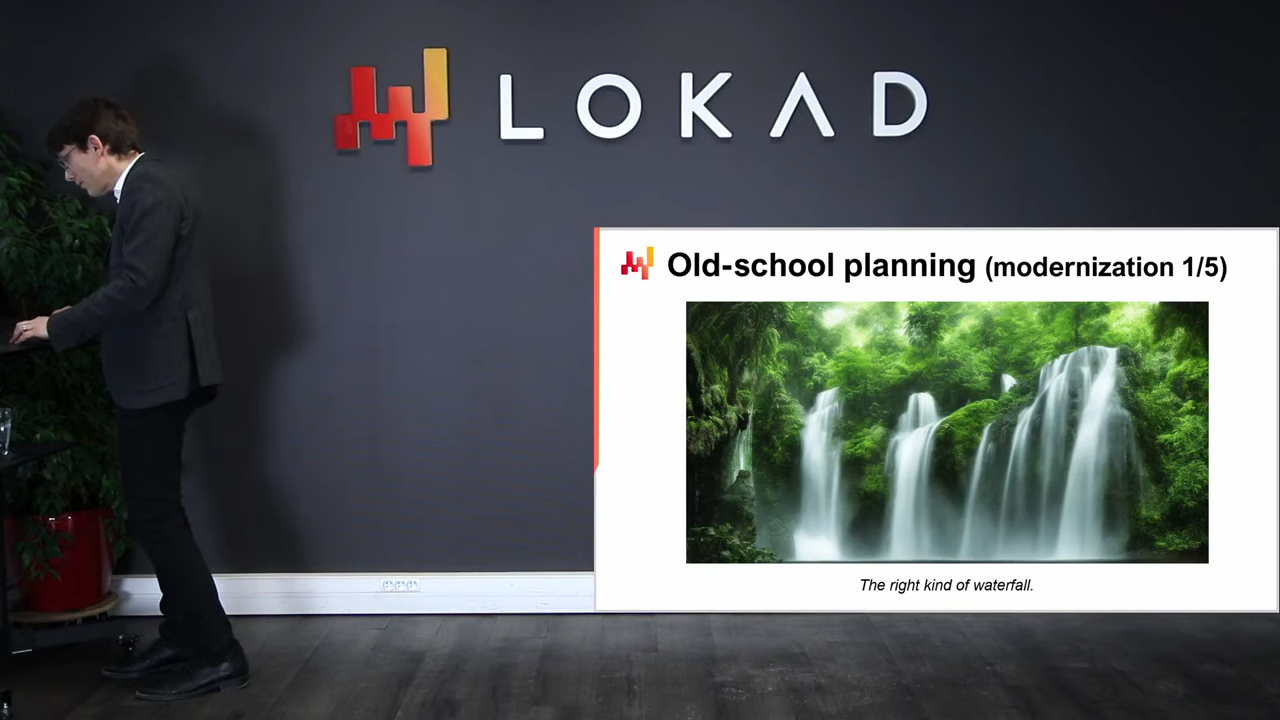 LOKAD
Old-school planning (modernization 1/5)
The right kind of waterfall.